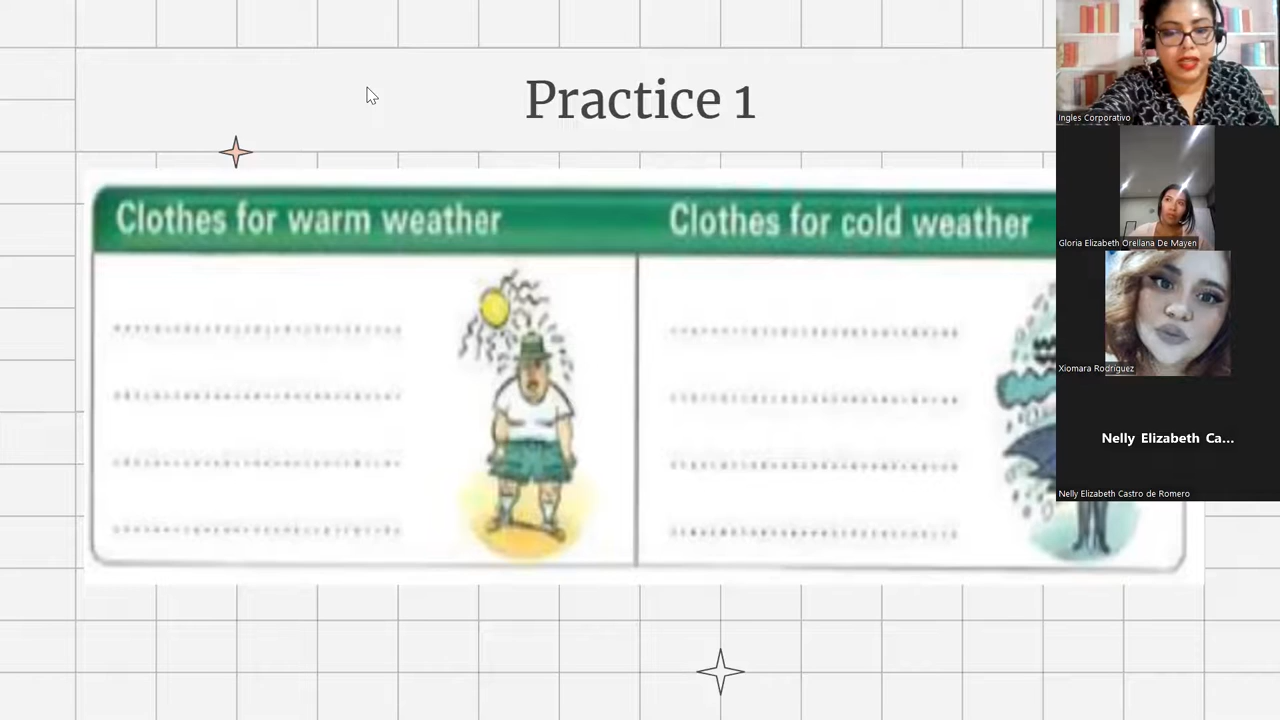 Practice 1
Clothes for warm weather
Clothes for cold weather
Ingles Corporativo
Gloria Elizabeth Orellana De Mayen
Xiomara Rodriguez
Nelly Elizabeth Ca...
Nelly Elizabeth Castro de Romero